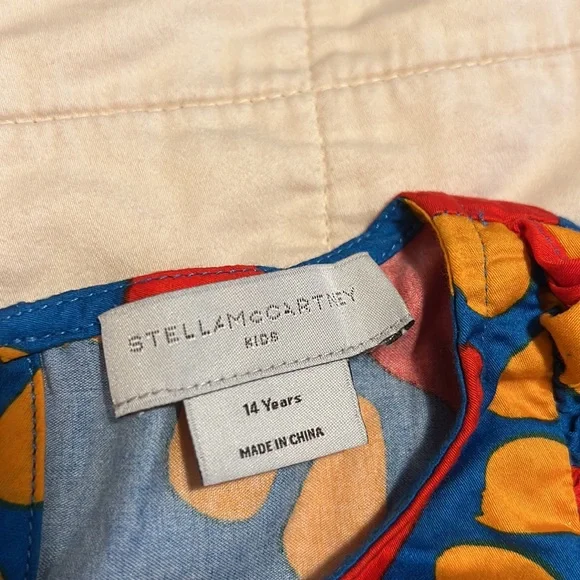 STELLAMcCARTNEY
KIDS
14 Years
MADE IN CHINA